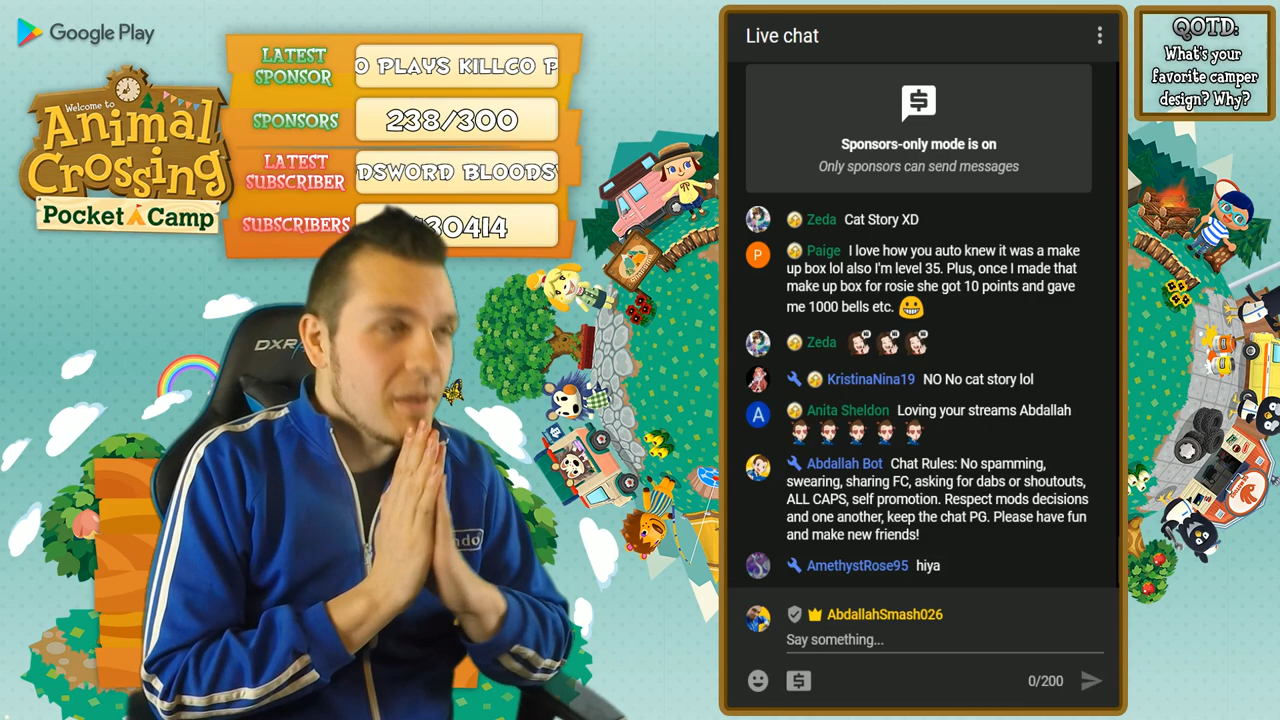 Google Play
Welcome to
Animal
Crossing
Pocket Camp
LATEST
SPONSOR
O PLAYS KILLCO P
SPONSORS
238/300
LATEST
SUBSCRIBER
DSWORD BLOODS
SUBSCRIBERS
30414
DXR
Live chat
Sponsors-only mode is on
Only sponsors can send messages
Zeda Cat Story XD
P
Paige I love how you auto knew it was a make
up box lol also I'm level 35. Plus, once I made that
make up box for rosie she got 10 points and gave
me 1000 bells etc.
Zeda
KristinaNina19 NO No cat story lol
A
Anita Sheldon Loving your streams Abdallah
Abdallah Bot Chat Rules: No spamming,
swearing, sharing FC, asking for dabs or shoutouts,
ALL CAPS, self promotion. Respect mods decisions
and one another, keep the chat PG. Please have fun
and make new friends!
AmethystRose95 hiya
AbdallahSmash026
Say something...
0/200
QOTD:
What's your
favorite camper
design? Why?